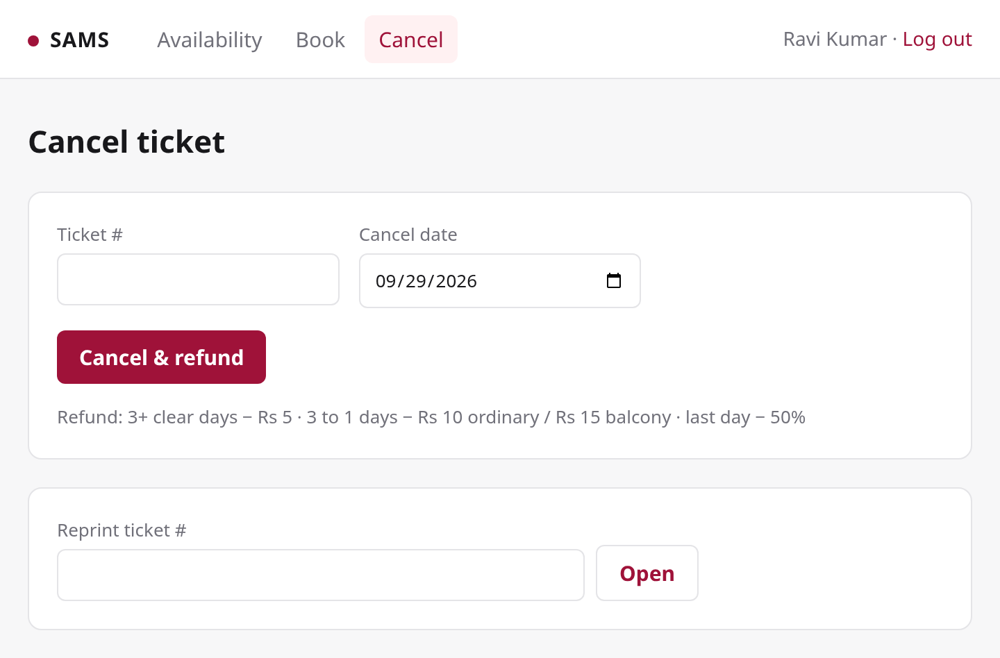 SAMS Availability Book Cancel Ravi Kumar · Log out
Cancel ticket
Ticket # Cancel date
09/29/2026
Cancel & refund
Refund: 3+ clear days − Rs 5 · 3 to 1 days − Rs 10 ordinary / Rs 15 balcony · last day − 50%
Reprint ticket #
Open